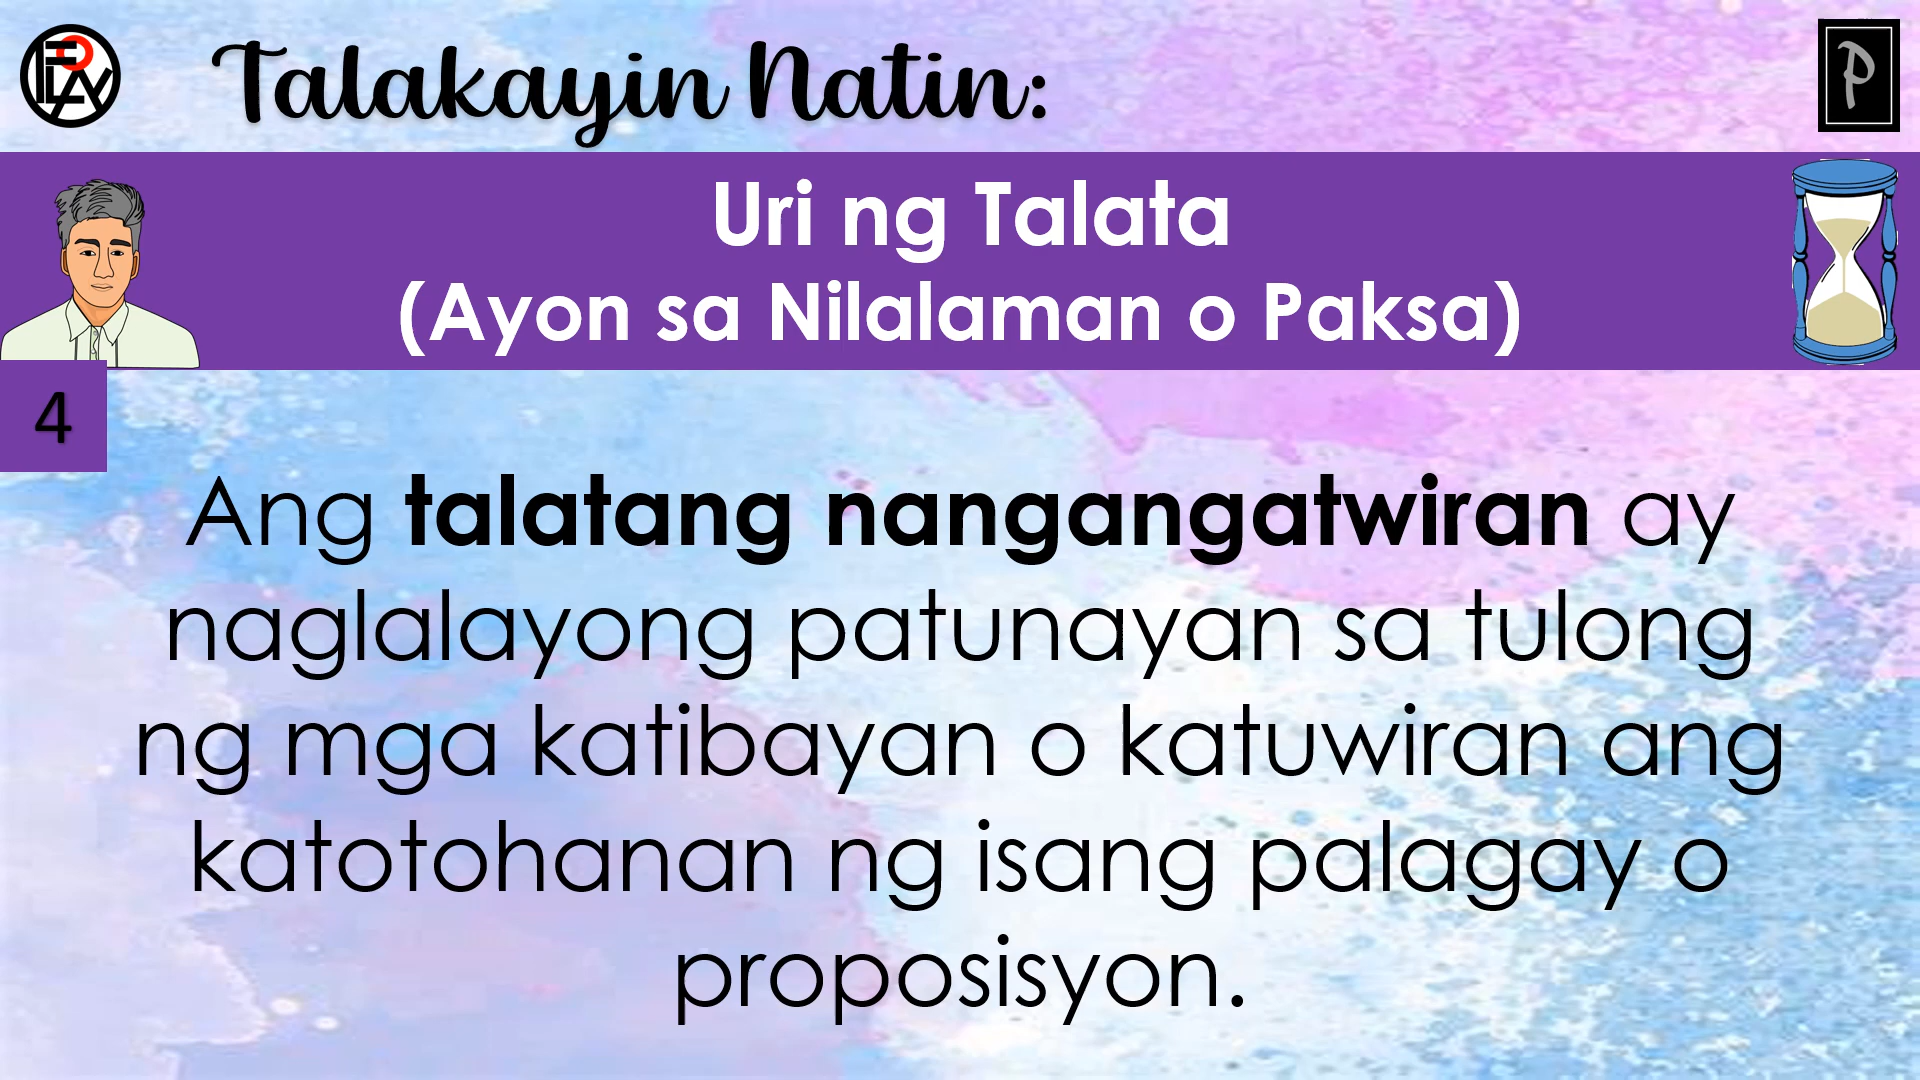 Talakayin Natin:
P
Uri ng Talata
(Ayon sa Nilalaman o Paksa)
4
Ang talatang nangangatwiran ay
naglalayong patunayan sa tulong
ng mga katibayan o katuwiran ang
katotohanan ng isang palagay o
proposisyon.